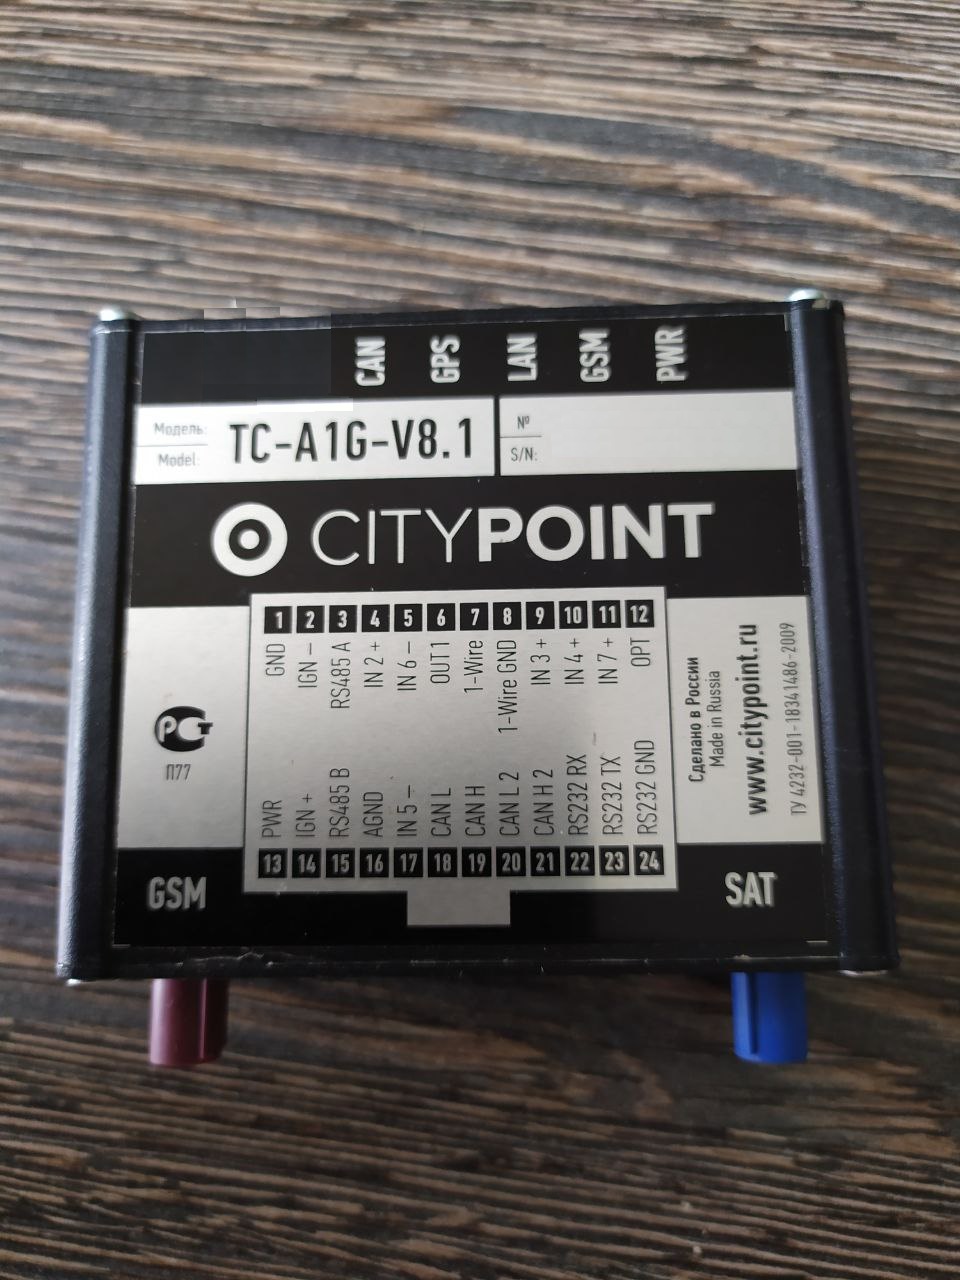 CAN GPS LAN GSM PWR
Модель: TC-A1G-V8.1 №
Model: S/N:
CITYPOINT
1 2 3 4 5 6 7 8 9 10 11 12
GND
IGN –
RS485 A
IN 2 +
IN 6 –
OUT 1
1-Wire
1-Wire GND
IN 3 +
IN 4 +
IN 7 +
OPT
PWR
IGN +
RS485 B
AGND
IN 5 –
CAN L
CAN H
CAN L 2
CAN H 2
RS232 RX
RS232 TX
RS232 GND
13 14 15 16 17 18 19 20 21 22 23 24
РСТ
П77
Сделано в России
Made in Russia
www.citypoint.ru
ТУ 4232-001-18341486-2009
GSM
SAT